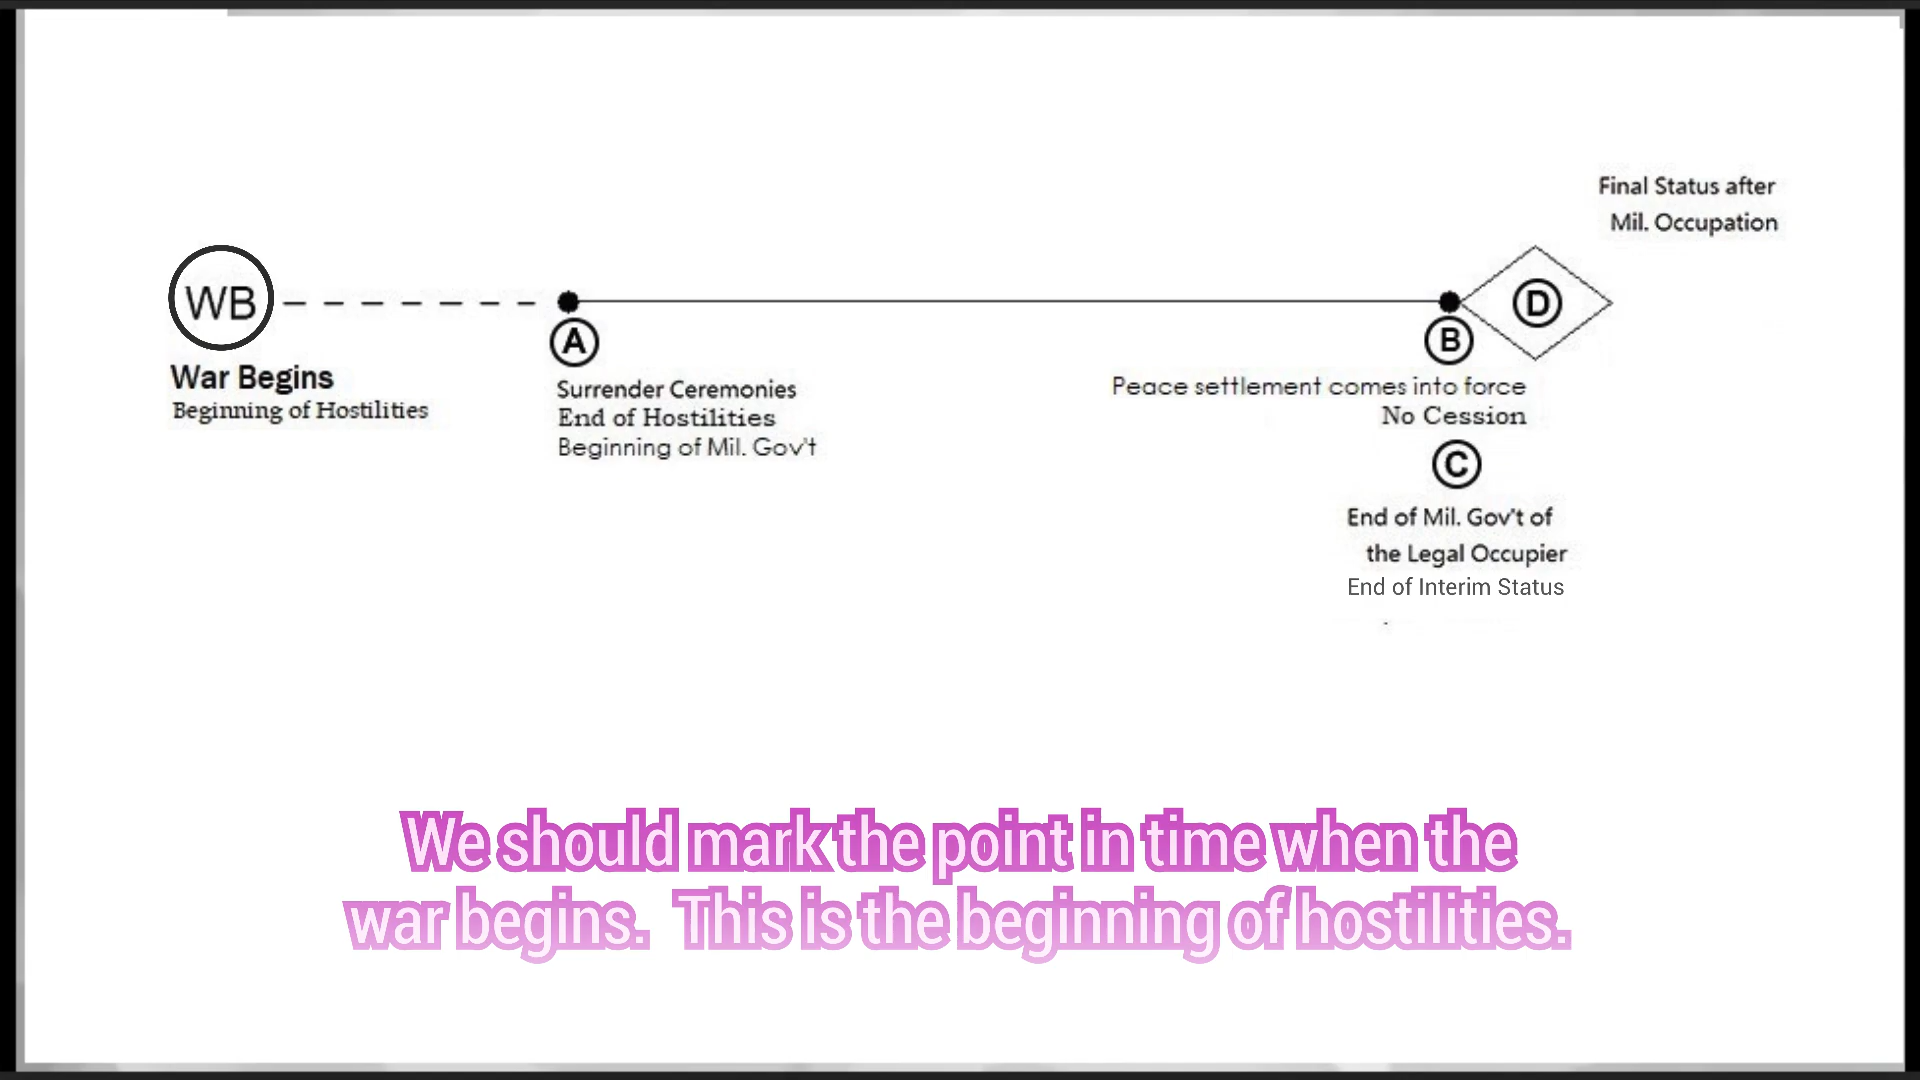 Final Status after
Mil. Occupation
WB
D
A
B
War Begins
Beginning of Hostilities
Surrender Ceremonies
End of Hostilities
Beginning of Mil. Gov't
Peace settlement comes into force
No Cession
C
End of Mil. Gov't of
the Legal Occupier
End of Interim Status
We should mark the point in time when the
war begins. This is the beginning of hostilities.